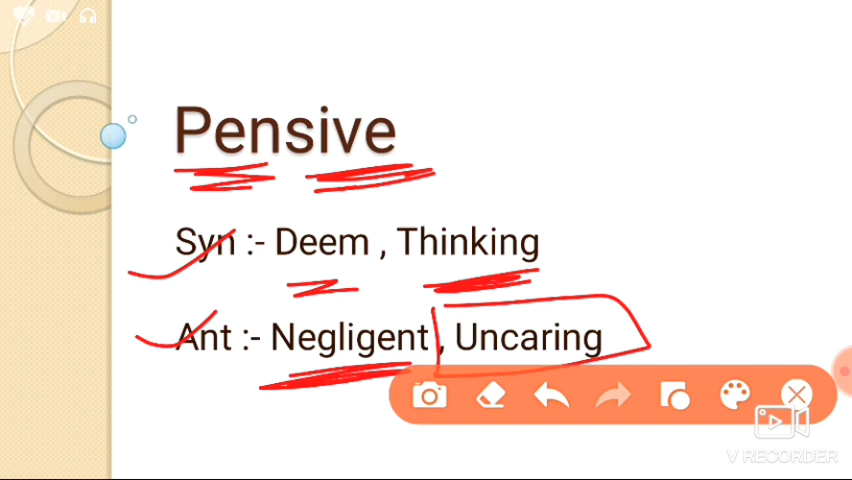 Pensive
Syn :- Deem , Thinking
Ant :- Negligent , Uncaring
V RECORDER